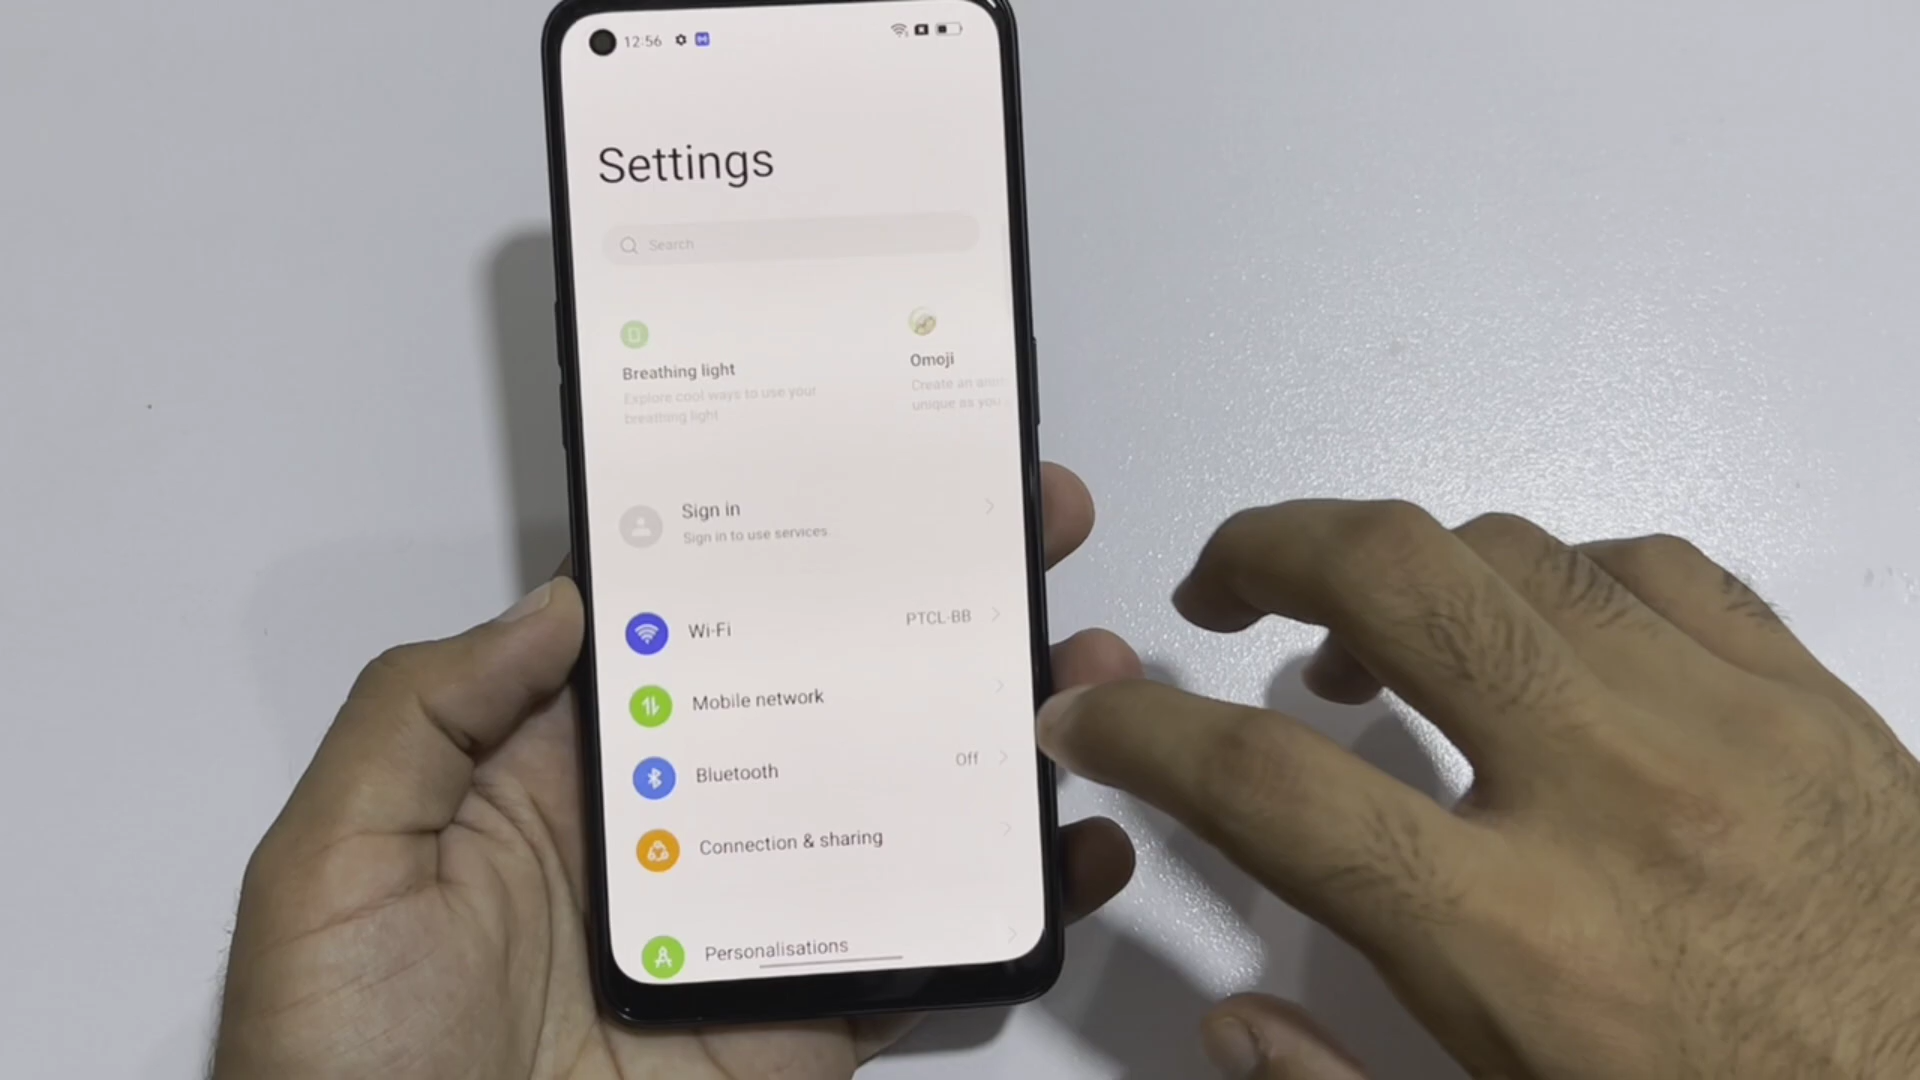 12:56
Settings
Search
Breathing light
Explore cool ways to use your
breathing light
Omoji
Create an
unique as you
Sign in
Sign in to use services.
Wi-Fi
PTCL-BB
Mobile network
Bluetooth
Off
Connection & sharing
Personalisations